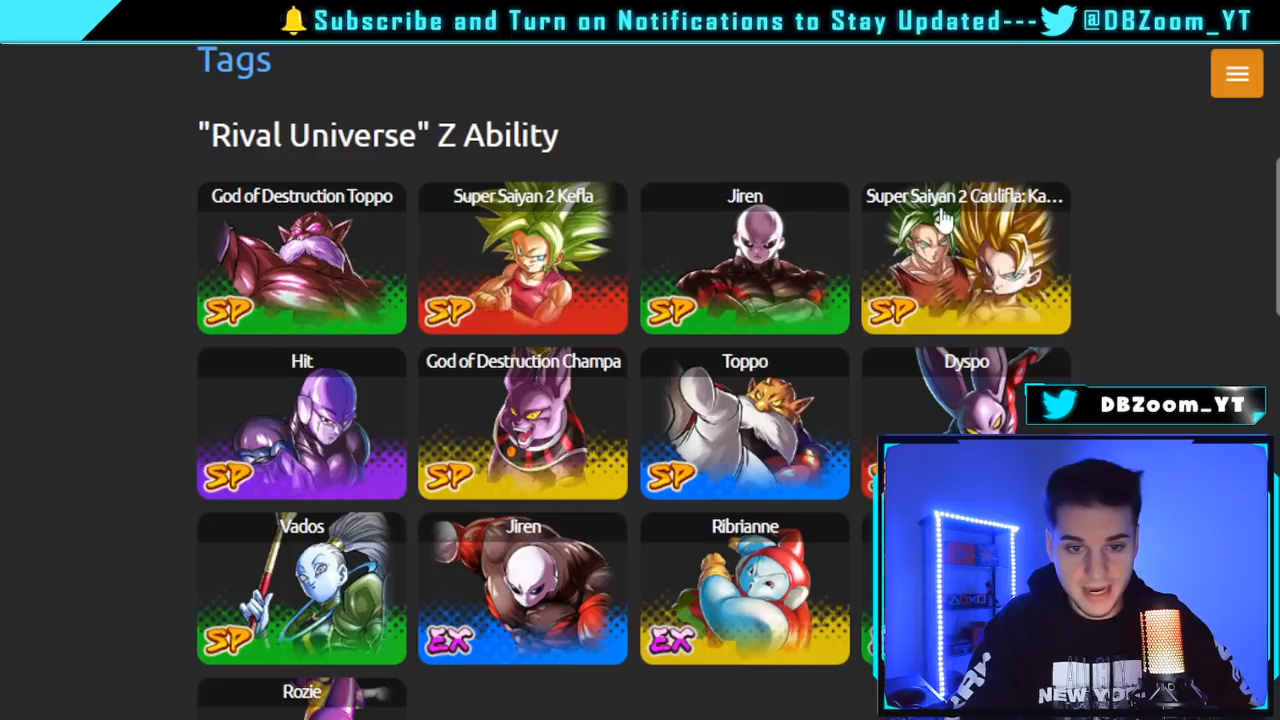 Subscribe and Turn on Notifications to Stay Updated--- @DBZoom_YT
Tags
"Rival Universe" Z Ability
God of Destruction Toppo
Super Saiyan 2 Kefla
Jiren
Super Saiyan 2 Caulifla: Ka...
SP
SP
SP
SP
Hit
God of Destruction Champa
Toppo
Dyspo
DBZoom_YT
SP
SP
SP
Vados
Jiren
Ribrianne
SP
EX
EX
Rozie
NEW YO